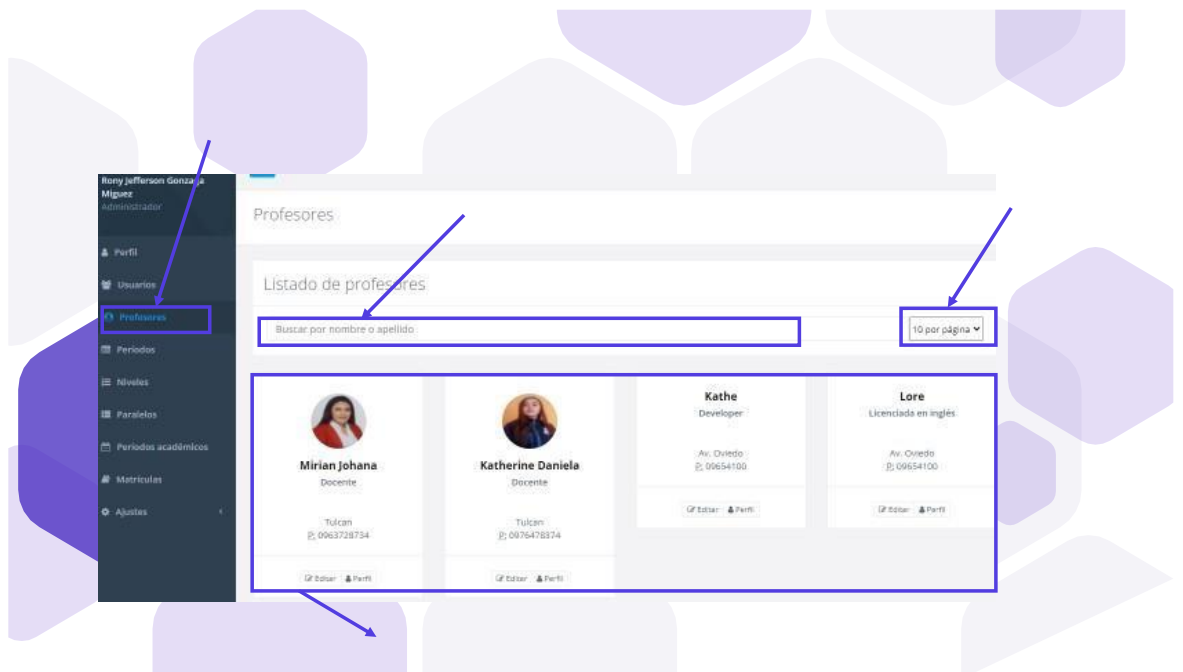 Rony Jefferson Gonzaga
Miguez
Administrador
Perfil
Usuarios
Profesores
Periodos
Niveles
Paralelos
Periodos académicos
Matriculas
Ajustes
Profesores
Listado de profesores
Buscar por nombre o apellido
10 por página
Mirian Johana
Docente
Tulcan
P: 0963728734
Editar Perfil
Katherine Daniela
Docente
Tulcan
P: 0976478374
Editar Perfil
Kathe
Developer
Av. Oviedo
P: 09654100
Editar Perfil
Lore
Licenciada en inglés
Av. Oviedo
P: 09654100
Editar Perfil